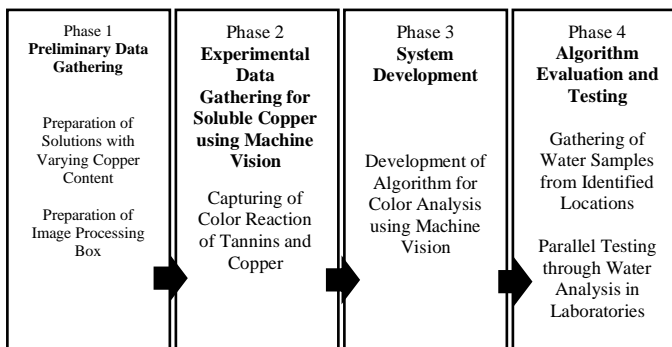 Phase 1
Preliminary Data
Gathering
Preparation of
Solutions with
Varying Copper
Content
Preparation of
Image Processing
Box
Phase 2
Experimental
Data
Gathering for
Soluble Copper
using Machine
Vision
Capturing of
Color Reaction
of Tannins and
Copper
Phase 3
System
Development
Development of
Algorithm for
Color Analysis
using Machine
Vision
Phase 4
Algorithm
Evaluation and
Testing
Gathering of
Water Samples
from Identified
Locations
Parallel Testing
through Water
Analysis in
Laboratories